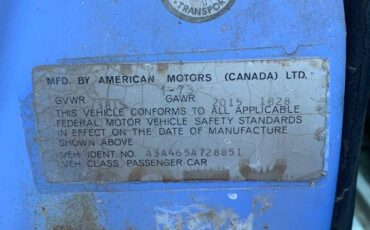 TRANSPORT
MFD. BY AMERICAN MOTORS (CANADA) LTD.
1-73
GVWR 3815 GAWR 2015 1828
THIS VEHICLE CONFORMS TO ALL APPLICABLE
FEDERAL MOTOR VEHICLE SAFETY STANDARDS
IN EFFECT ON THE DATE OF MANUFACTURE
SHOWN ABOVE
VEH. IDENT NO. A3A465A728851
VEH CLASS PASSENGER CAR